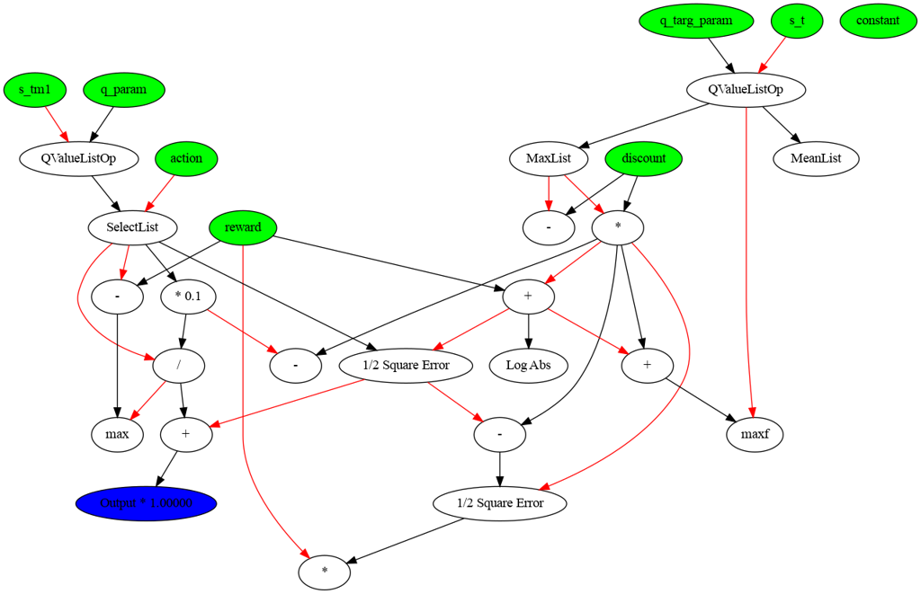 q_targ_param
s_t
constant
s_tm1
q_param
QValueListOp
QValueListOp
action
MaxList
discount
MeanList
SelectList
reward
-
*
-
* 0.1
+
/
-
1/2 Square Error
Log Abs
+
max
+
-
maxf
Output * 1.00000
1/2 Square Error
*